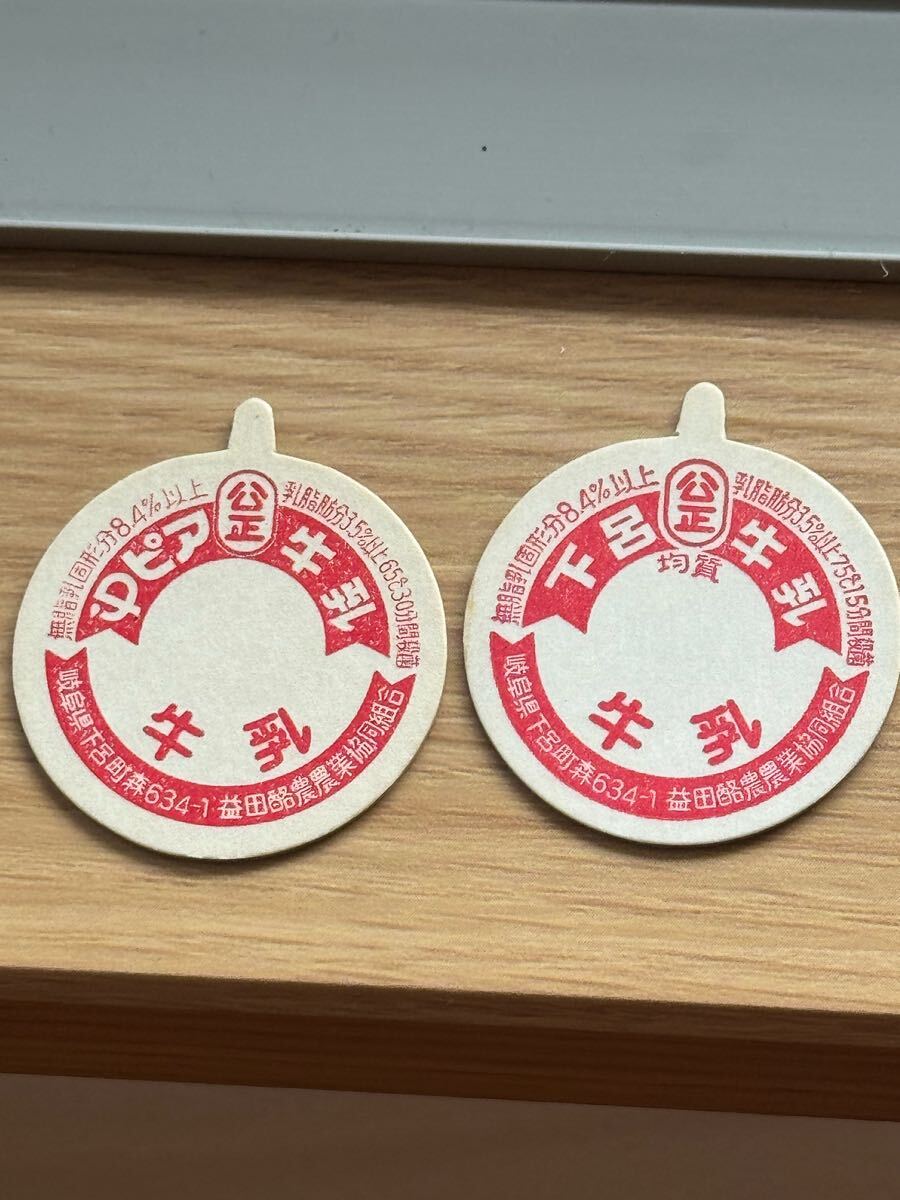 無脂乳固形分8.4%以上
公正
乳脂肪分3.5%以上65℃30分間殺菌
ピア牛乳
牛乳
岐阜県下呂町森634-1 益田酪農農業協同組合
無脂乳固形分8.4%以上
公正
乳脂肪分3.5%以上75℃15分間殺菌
下呂牛乳
均質
牛乳
岐阜県下呂町森634-1 益田酪農農業協同組合